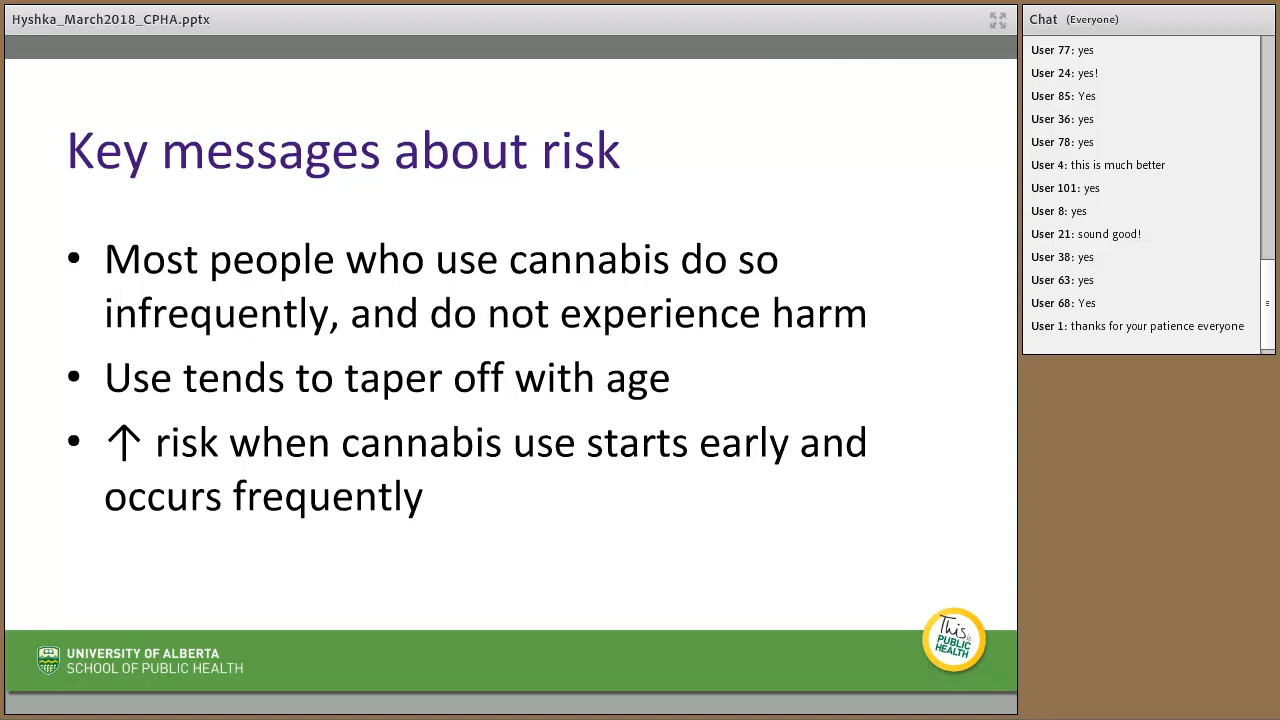 Hyshka_March2018_CPHA.pptx
Key messages about risk
• Most people who use cannabis do so
infrequently, and do not experience harm
• Use tends to taper off with age
• ↑ risk when cannabis use starts early and
occurs frequently
UNIVERSITY OF ALBERTA
SCHOOL OF PUBLIC HEALTH
This
is
PUBLIC
HEALTH
Chat (Everyone)
User 77: yes
User 24: yes!
User 85: Yes
User 36: yes
User 78: yes
User 4: this is much better
User 101: yes
User 8: yes
User 21: sound good!
User 38: yes
User 63: yes
User 68: Yes
User 1: thanks for your patience everyone